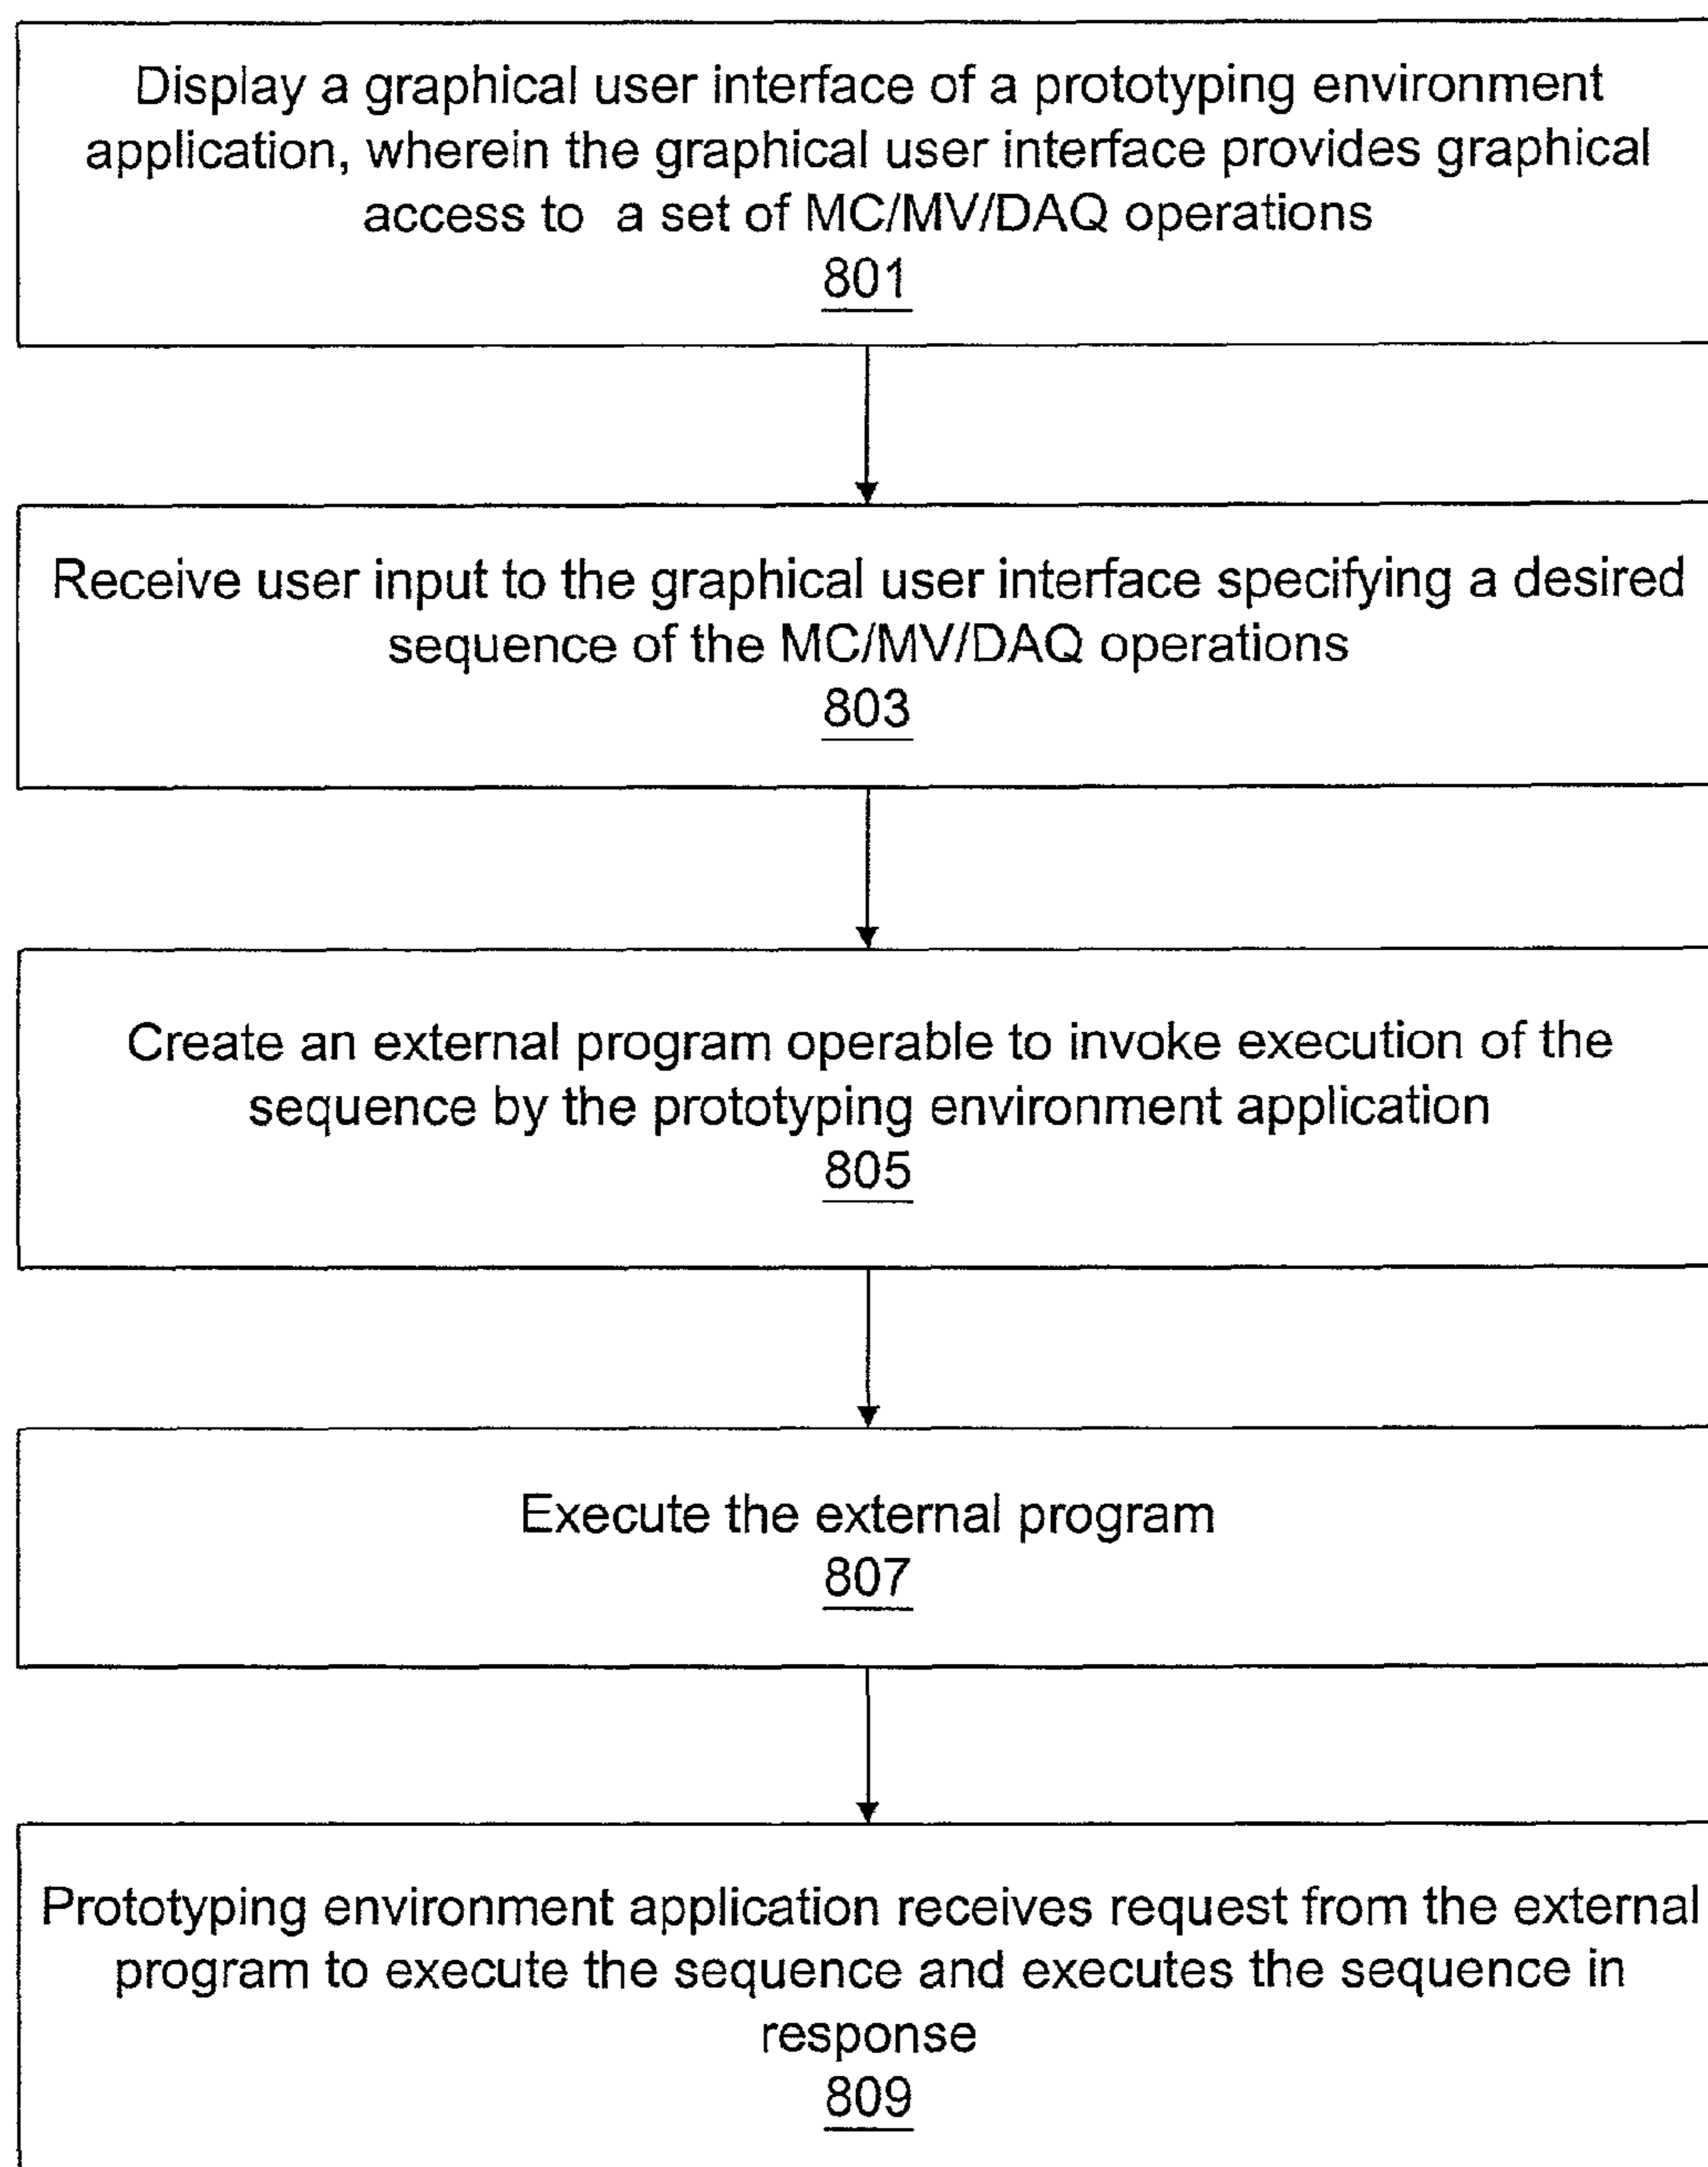 Display a graphical user interface of a prototyping environment
application, wherein the graphical user interface provides graphical
access to a set of MC/MV/DAQ operations
801
Receive user input to the graphical user interface specifying a desired
sequence of the MC/MV/DAQ operations
803
Create an external program operable to invoke execution of the
sequence by the prototyping environment application
805
Execute the external program
807
Prototyping environment application receives request from the external
program to execute the sequence and executes the sequence in
response
809